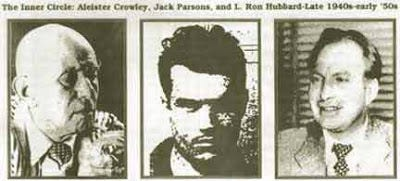 The Inner Circle: Aleister Crowley, Jack Parsons, and L. Ron Hubbard-Late 1940s-early '50s